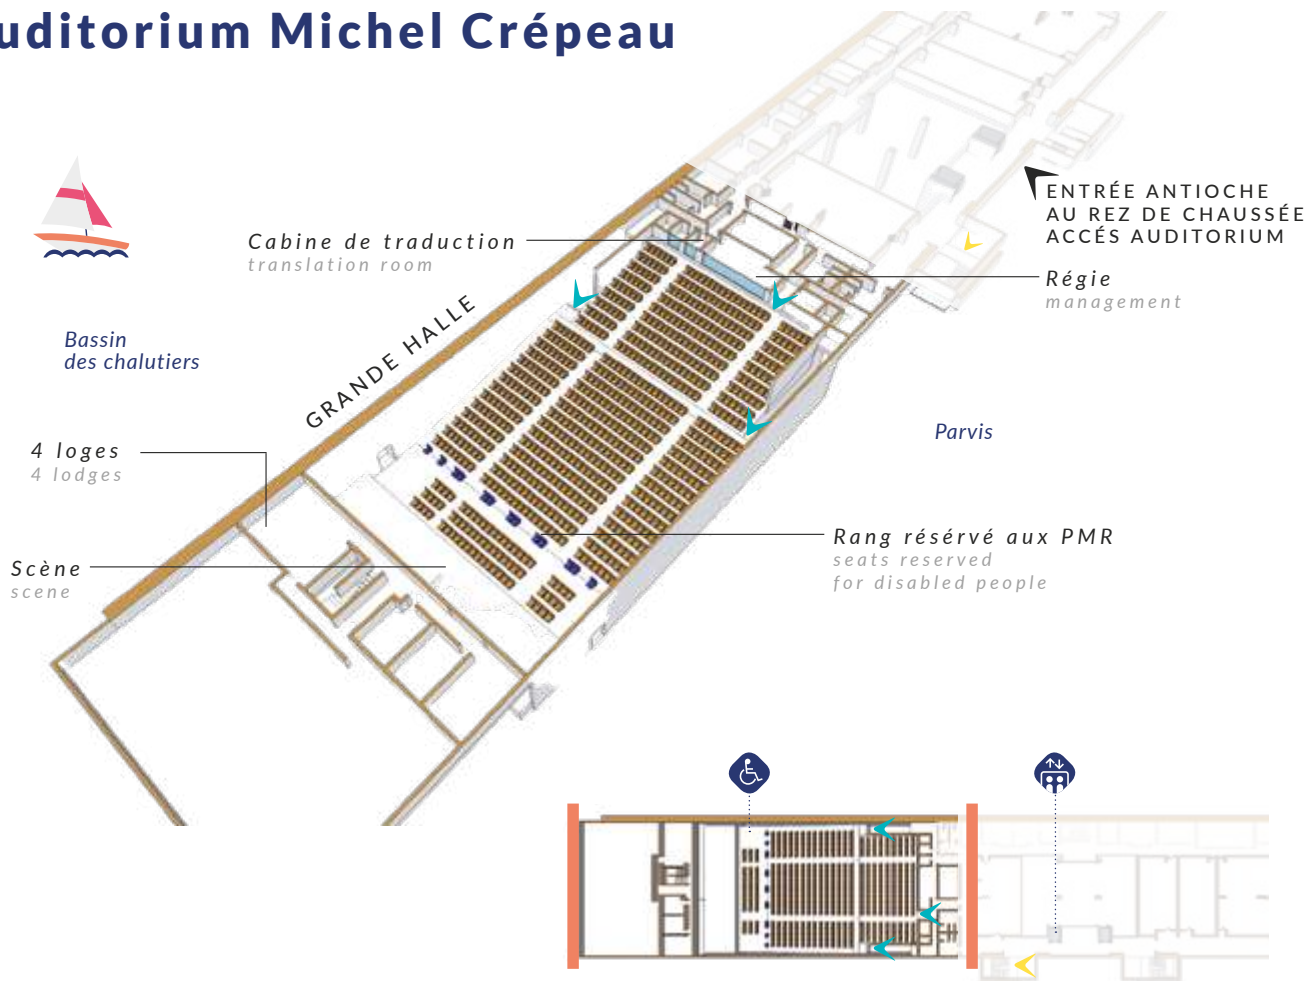 uditorium Michel Crépeau
ENTRÉE ANTIOCHE
AU REZ DE CHAUSSÉE
ACCÉS AUDITORIUM
Cabine de traduction
translation room
Régie
management
GRANDE HALLE
Bassin
des chalutiers
Parvis
4 loges
4 lodges
Rang résérvé aux PMR
seats reserved
for disabled people
Scène
scene